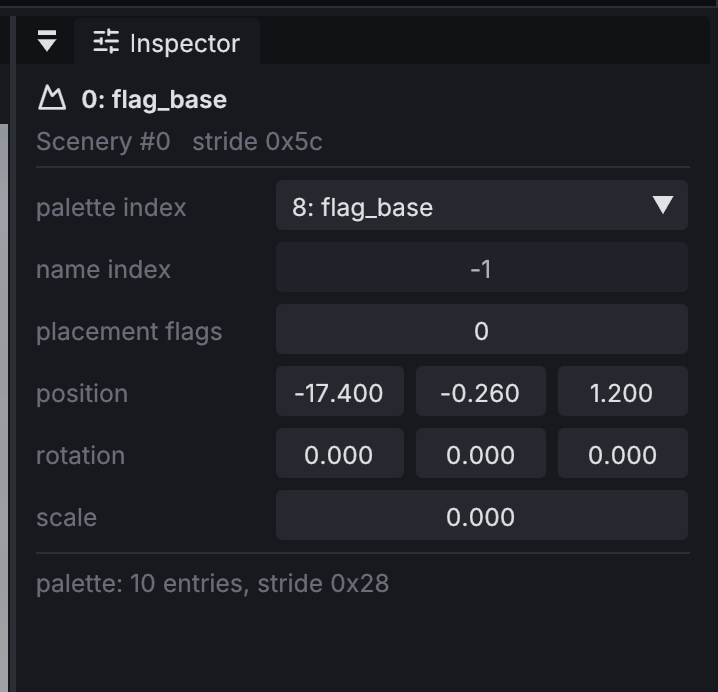 Inspector
0: flag_base
Scenery #0 stride 0x5c
palette index 8: flag_base
name index -1
placement flags 0
position -17.400 -0.260 1.200
rotation 0.000 0.000 0.000
scale 0.000
palette: 10 entries, stride 0x28